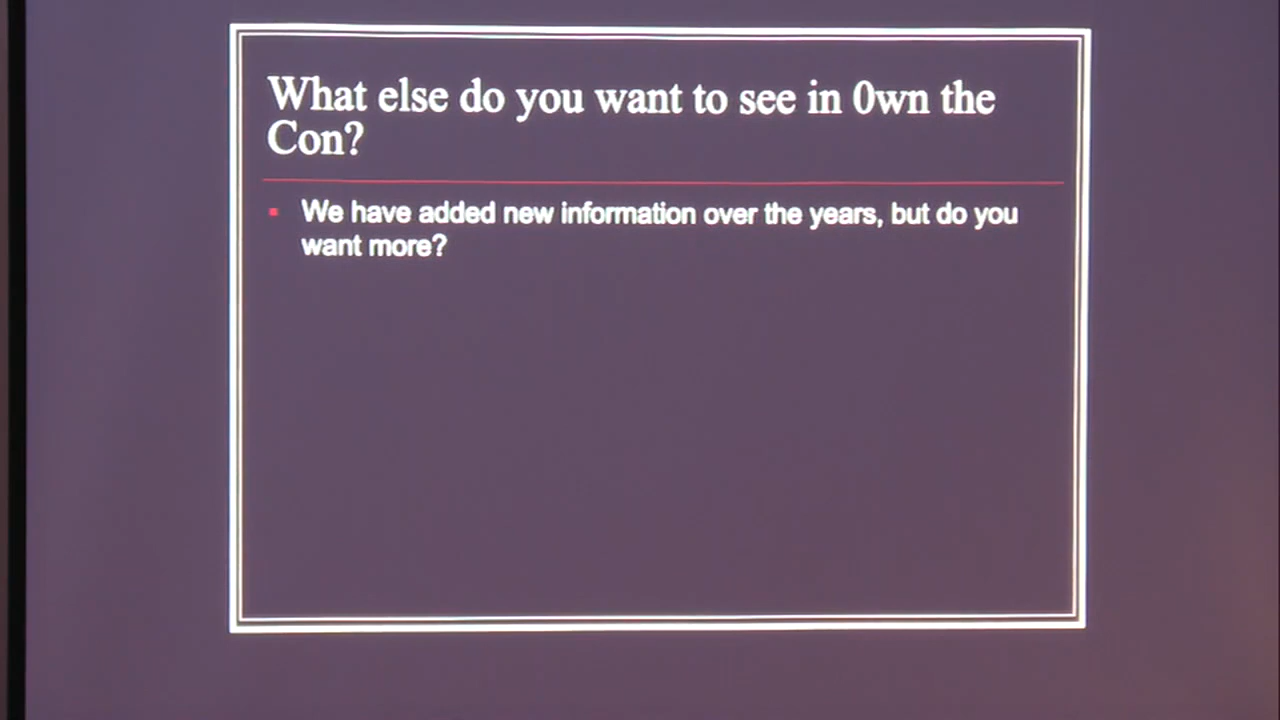 What else do you want to see in 0wn the
Con?
We have added new information over the years, but do you
want more?